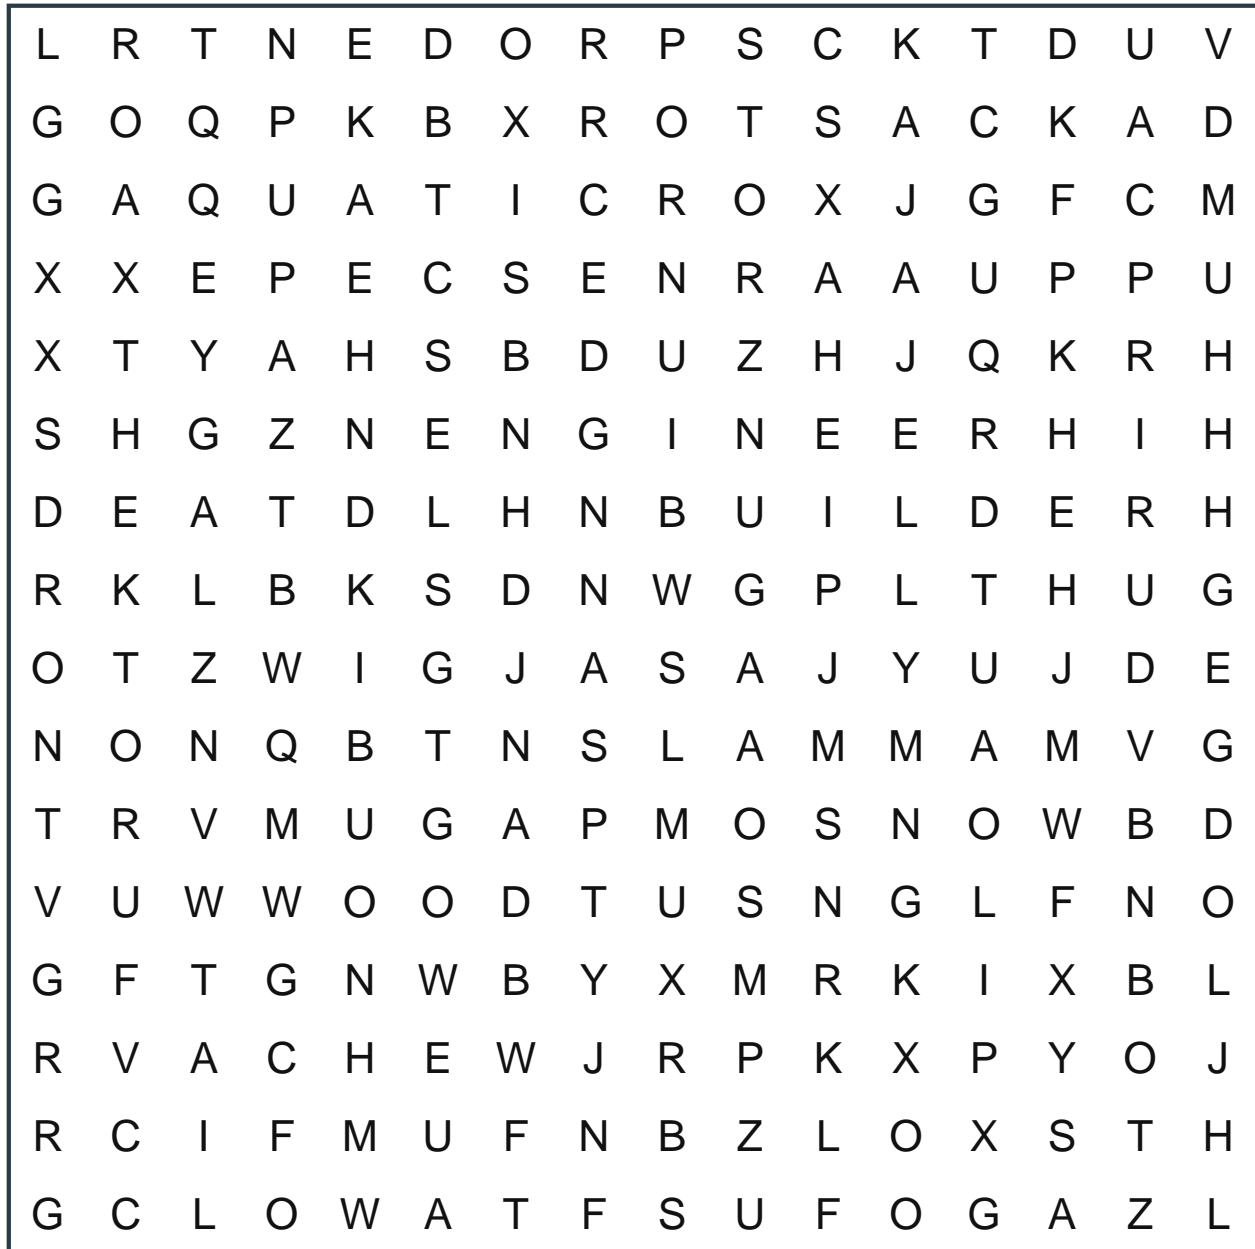 L R T N E D O R P S C K T D U V
G O Q P K B X R O T S A C K A D
G A Q U A T I C R O X J G F C M
X X E P E C S E N R A A U P P U
X T Y A H S B D U Z H J Q K R H
S H G Z N E N G I N E E R H I H
D E A T D L H N B U I L D E R H
R K L B K S D N W G P L T H U G
O T Z W I G J A S A J Y U J D E
N O N Q B T N S L A M M A M V G
T R V M U G A P M O S N O W B D
V U W W O O D T U S N G L F N O
G F T G N W B Y X M R K I X B L
R V A C H E W J R P K X P Y O J
R C I F M U F N B Z L O X S T H
G C L O W A T F S U F O G A Z L